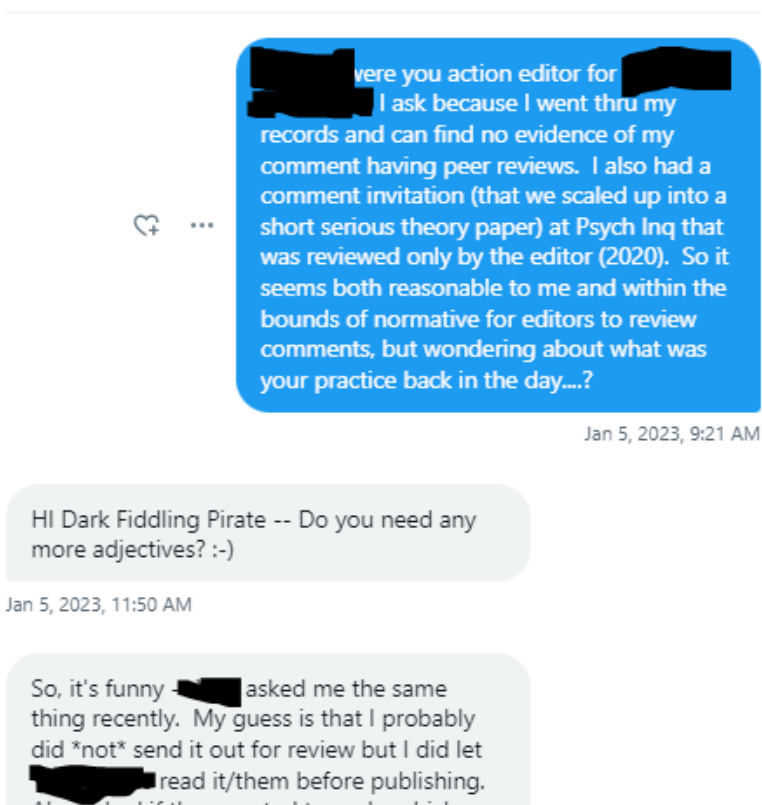 were you action editor for
I ask because I went thru my
records and can find no evidence of my
comment having peer reviews.  I also had a
comment invitation (that we scaled up into a
short serious theory paper) at Psych Inq that
was reviewed only by the editor (2020).  So it
seems both reasonable to me and within the
bounds of normative for editors to review
comments, but wondering about what was
your practice back in the day....?
Jan 5, 2023, 9:21 AM
HI Dark Fiddling Pirate -- Do you need any
more adjectives? :-)
Jan 5, 2023, 11:50 AM
So, it's funny - asked me the same
thing recently.  My guess is that I probably
did *not* send it out for review but I did let
read it/them before publishing.